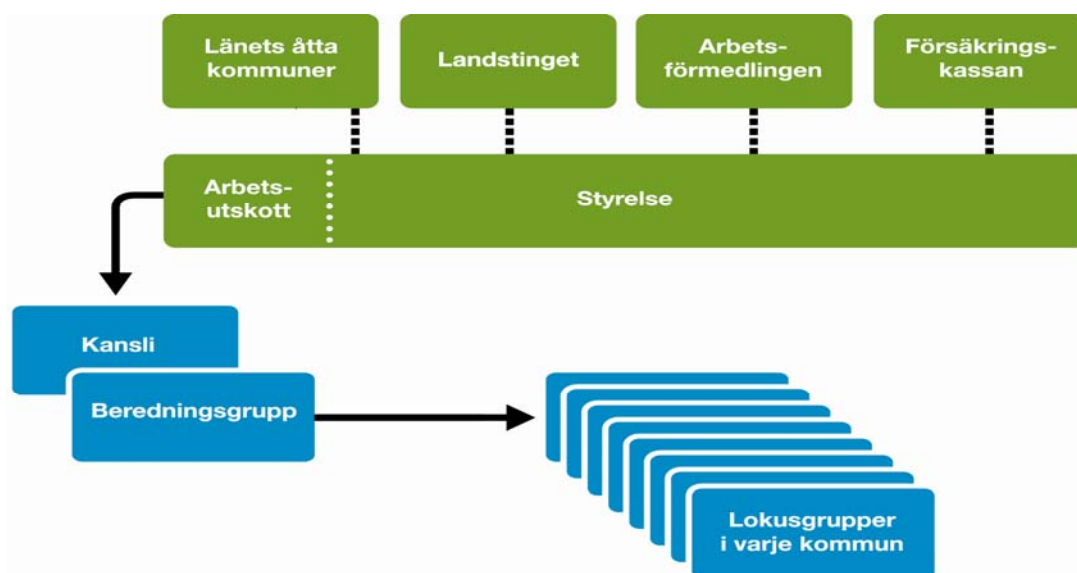 Länets åtta
kommuner
Landstinget
Arbets-
förmedlingen
Försäkrings-
kassan
Arbets-
utskott
Styrelse
Kansli
Beredningsgrupp
Lokusgrupper
i varje kommun